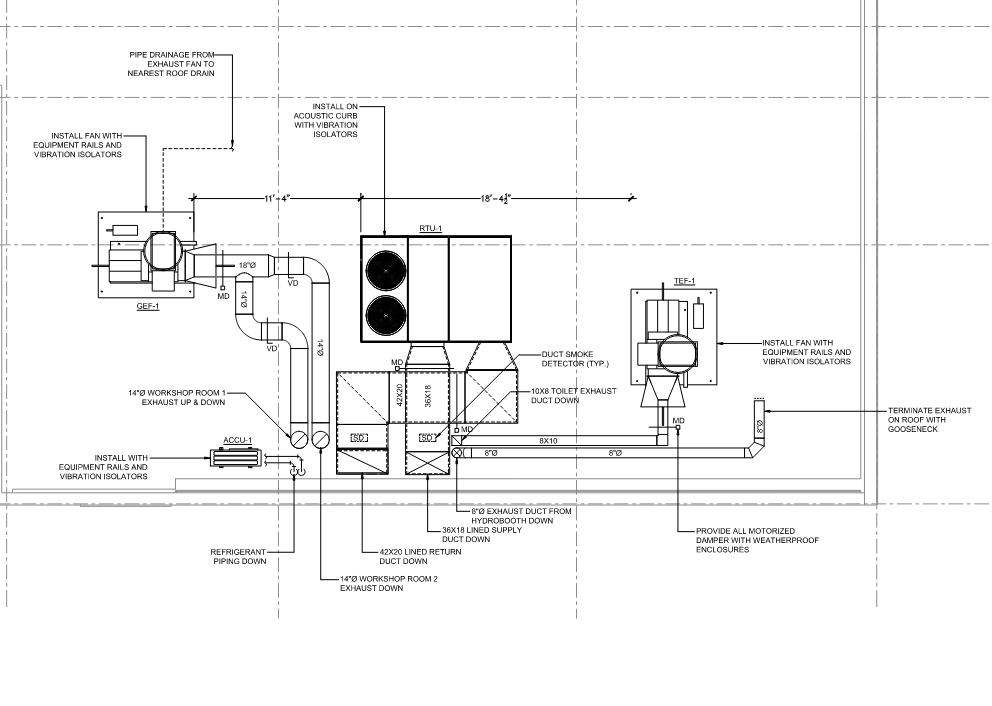 PIPE DRAINAGE FROM
EXHAUST FAN TO
NEAREST ROOF DRAIN
INSTALL ON
ACOUSTIC CURB
WITH VIBRATION
ISOLATORS
INSTALL FAN WITH
EQUIPMENT RAILS AND
VIBRATION ISOLATORS
11'-4"
18'-4½"
RTU-1
18"Ø
MD
VD
GEF-1
14"Ø
VD
14"Ø
TEF-1
INSTALL FAN WITH
EQUIPMENT RAILS AND
VIBRATION ISOLATORS
MD
DUCT SMOKE
DETECTOR (TYP.)
42X20
36X18
10X8 TOILET EXHAUST
DUCT DOWN
14"Ø WORKSHOP ROOM 1
EXHAUST UP & DOWN
TERMINATE EXHAUST
ON ROOF WITH
GOOSENECK
MD
MD
8"Ø
SD
SD
8X10
8"Ø
8"Ø
ACCU-1
INSTALL WITH
EQUIPMENT RAILS AND
VIBRATION ISOLATORS
8"Ø EXHAUST DUCT FROM
HYDROBOOTH DOWN
36X18 LINED SUPPLY
DUCT DOWN
PROVIDE ALL MOTORIZED
DAMPER WITH WEATHERPROOF
ENCLOSURES
REFRIGERANT
PIPING DOWN
42X20 LINED RETURN
DUCT DOWN
14"Ø WORKSHOP ROOM 2
EXHAUST DOWN